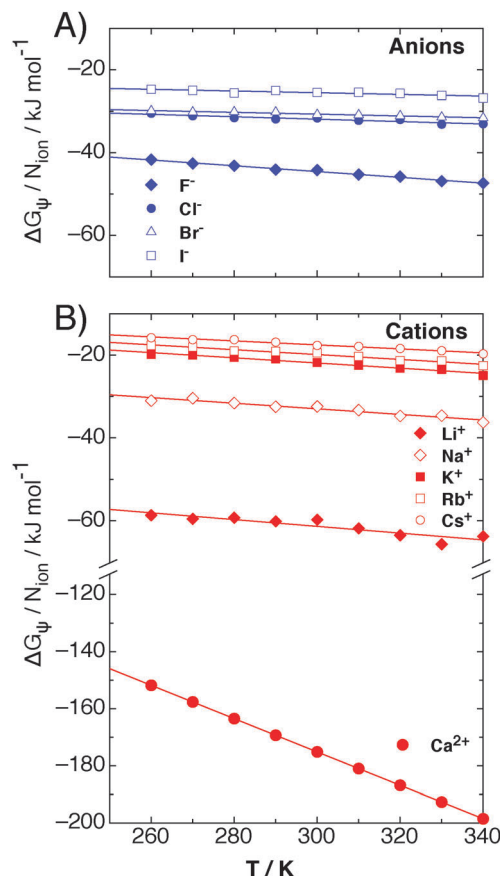 A)
Anions
−20
−40
−60
ΔGψ / Nion / kJ mol−1
F-
Cl-
Br-
I-
B)
Cations
−20
−40
−60
Li+
Na+
K+
Rb+
Cs+
−120
−140
−160
−180
−200
ΔGψ / Nion / kJ mol−1
Ca2+
260 280 300 320 340
T / K